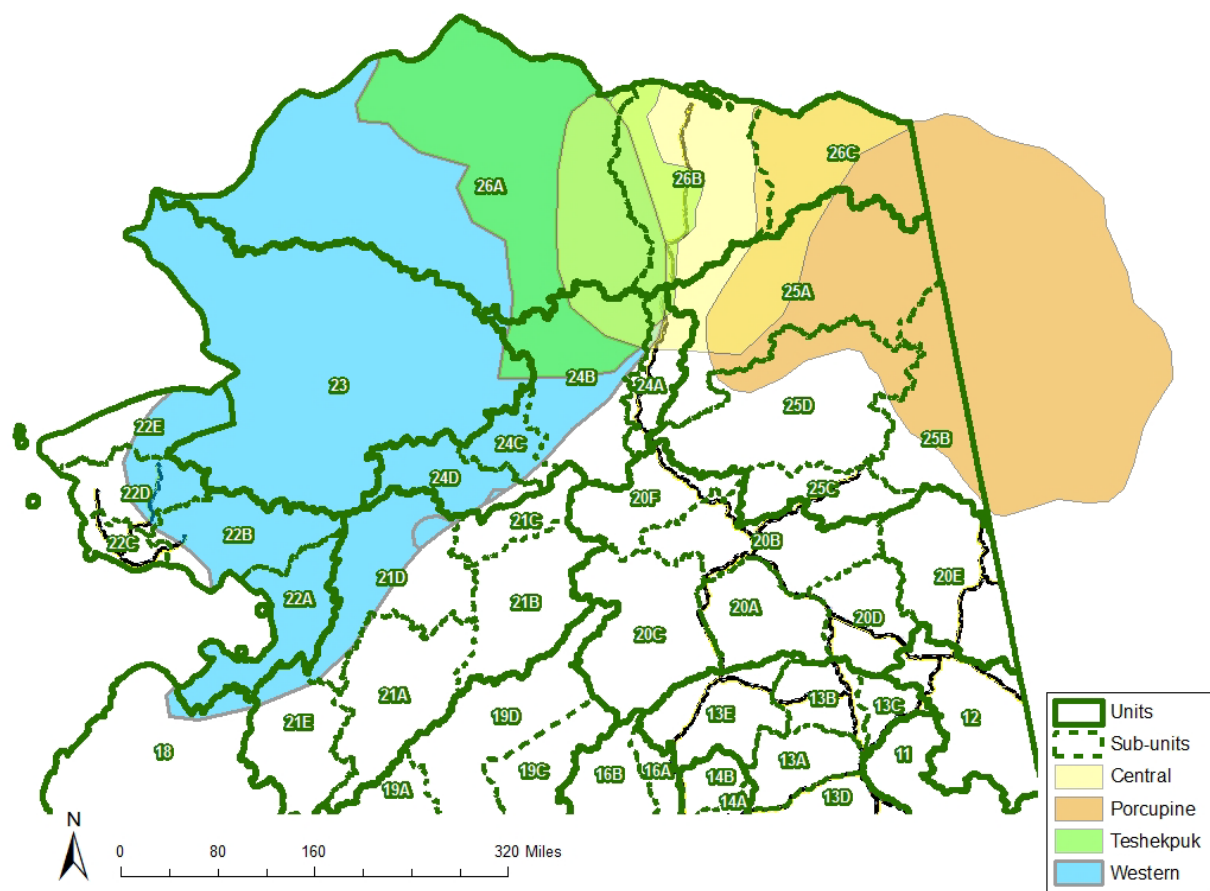 26A
26B
26C
25A
23
24B
24A
25D
22E
24C
25B
24D
22D
25C
20F
21C
22B
22C
20B
21D
20E
22A
21B
20A
20D
20C
21A
13B
13C
12
21E
19D
13E
18
11
13A
19C
16B
16A
14B
19A
14A
13D
Units
Sub-units
Central
Porcupine
Teshekpuk
Western
N
0 80 160 320 Miles